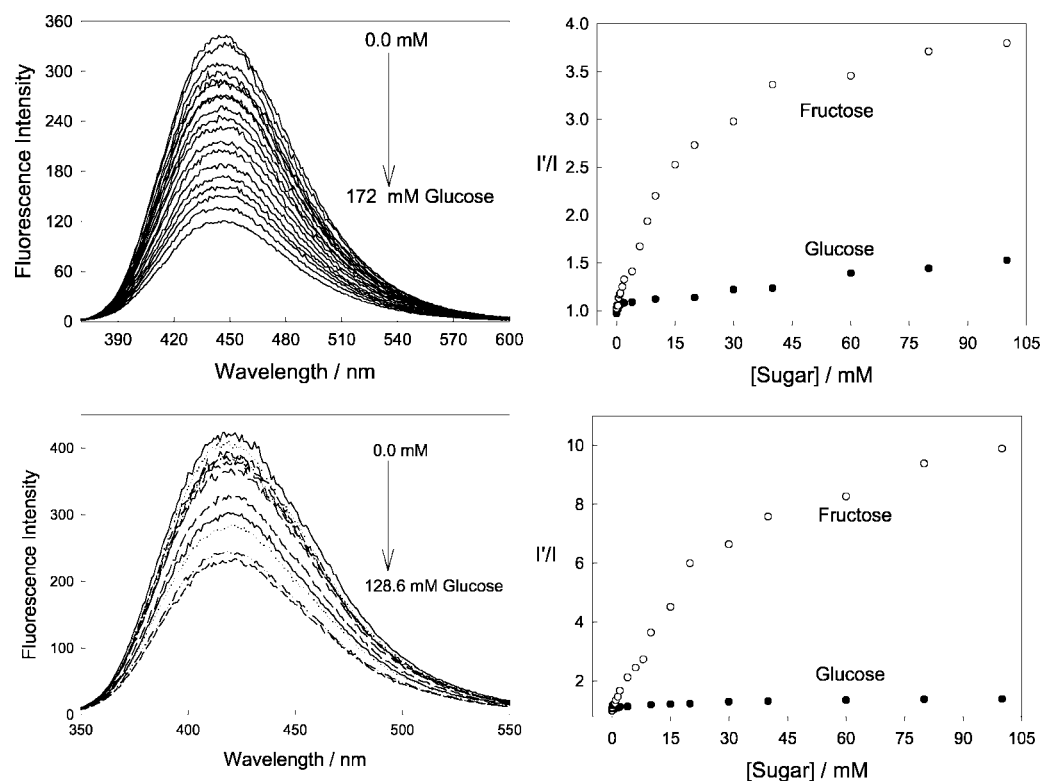 360
300
240
180
120
60
0
Fluorescence Intensity
0.0 mM
172 mM Glucose
390 420 450 480 510 540 570 600
Wavelength / nm
4.0
3.5
3.0
2.5
2.0
1.5
1.0
I'/I
Fructose
Glucose
0 15 30 45 60 75 90 105
[Sugar] / mM
400
300
200
100
0
Fluorescence Intensity
0.0 mM
128.6 mM Glucose
350 400 450 500 550
Wavelength / nm
10
8
6
4
2
I'/I
Fructose
Glucose
0 15 30 45 60 75 90 105
[Sugar] / mM